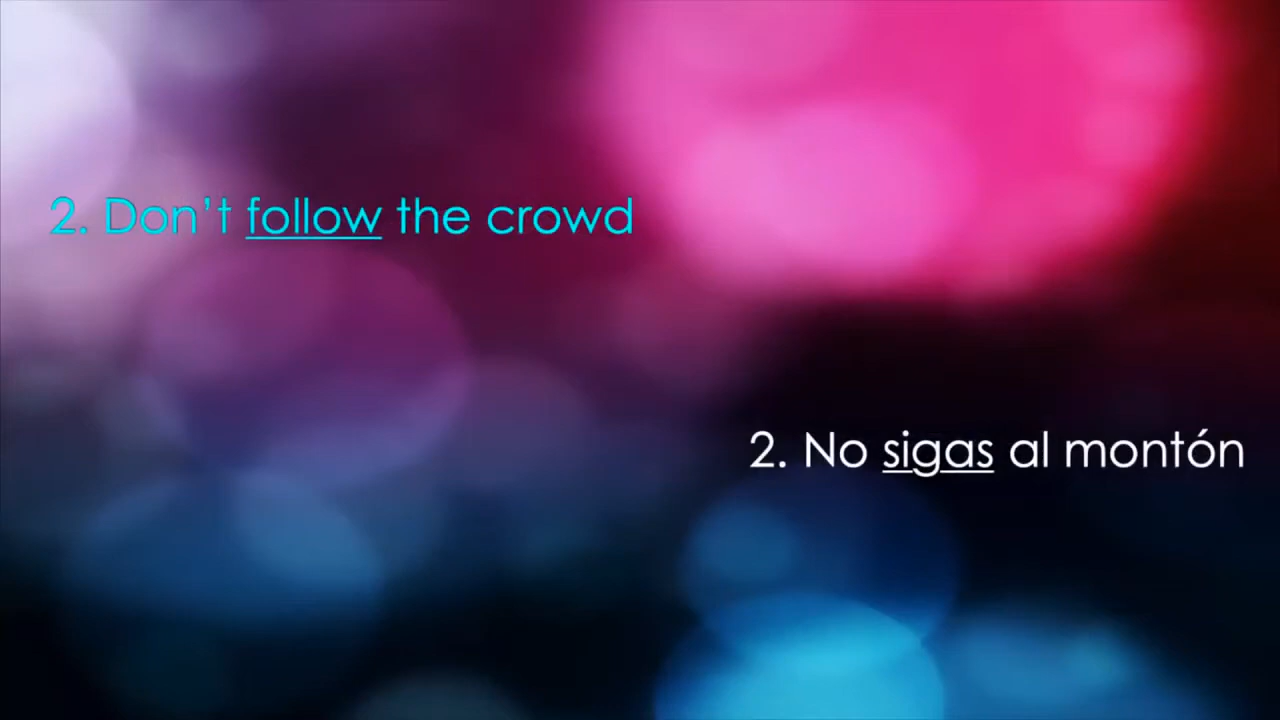 2. Don’t follow the crowd
2. No sigas al montón